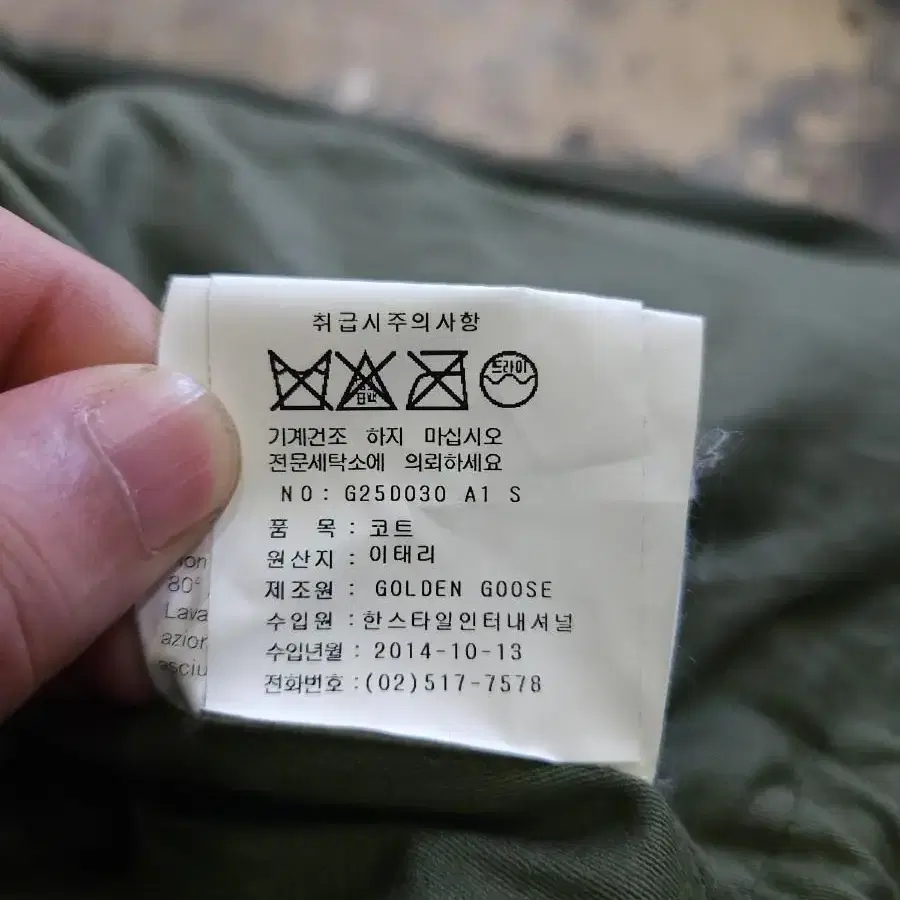 취급시주의사항
드라이
기계건조 하지 마십시오
전문세탁소에 의뢰하세요
NO: G25D030 A1 S
품 목 : 코트
원산지 : 이태리
제조원 : GOLDEN GOOSE
수입원 : 한스타일인터내셔널
수입년월 : 2014-10-13
전화번호 :(02)517-7578
80°
Lava